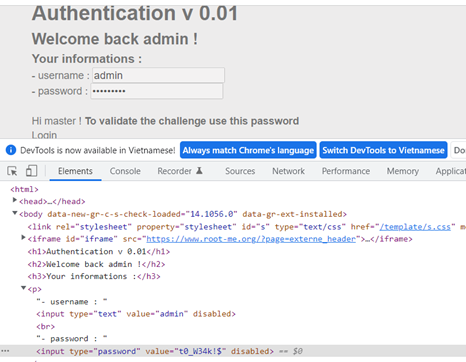 Authentication v 0.01
Welcome back admin !
Your informations :
- username : admin
- password : •••••••••
Hi master ! To validate the challenge use this password
Login
DevTools is now available in Vietnamese! Always match Chrome's language Switch DevTools to Vietnamese Do
Elements Console Recorder Sources Network Performance Memory Applicat
<html>
▶<head>…</head>
▼<body data-new-gr-c-s-check-loaded="14.1056.0" data-gr-ext-installed>
<link rel="stylesheet" property="stylesheet" id="s" type="text/css" href="/template/s.css" m
▶<iframe id="iframe" src="https://www.root-me.org/?page=externe_header">…</iframe>
<h1>Authentication v 0.01</h1>
<h2>Welcome back admin !</h2>
<h3>Your informations :</h3>
▼<p>
"- username : "
<input type="text" value="admin" disabled>
<br>
"- password : "
… <input type="password" value="t0_W34k!$" disabled> == $0